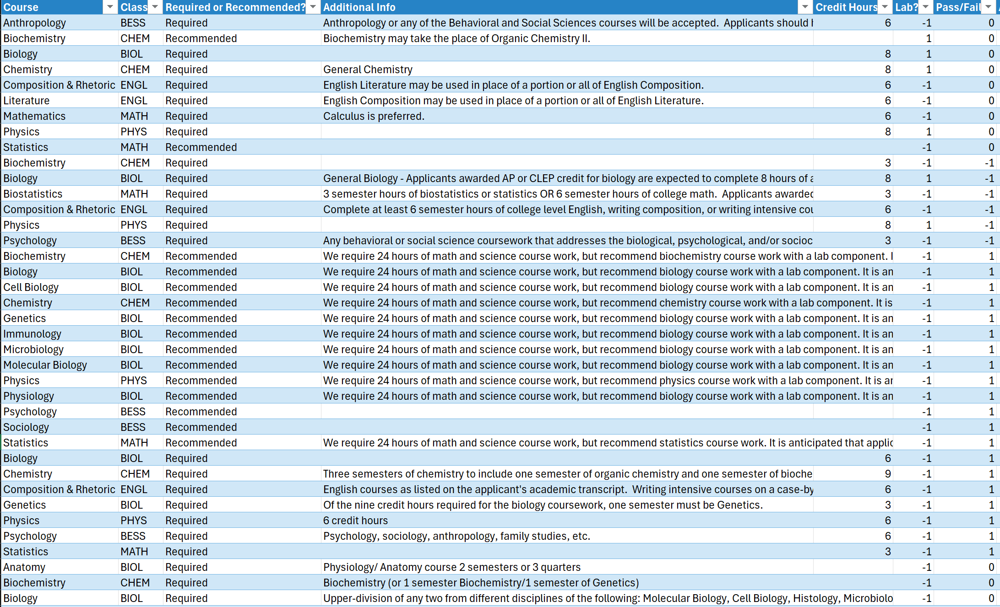 Course Class Required or Recommended? Additional Info Credit Hours Lab? Pass/Fail
Anthropology BESS Required Anthropology or any of the Behavioral and Social Sciences courses will be accepted.  Applicants should 6 -1 0
Biochemistry CHEM Recommended Biochemistry may take the place of Organic Chemistry II. 1 0
Biology BIOL Required 8 1 0
Chemistry CHEM Required General Chemistry 8 1 0
Composition & Rhetoric ENGL Required English Literature may be used in place of a portion or all of English Composition. 6 -1 0
Literature ENGL Required English Composition may be used in place of a portion or all of English Literature. 6 -1 0
Mathematics MATH Required Calculus is preferred. 6 -1 0
Physics PHYS Required 8 1 0
Statistics MATH Recommended -1 0
Biochemistry CHEM Required 3 -1 -1
Biology BIOL Required General Biology - Applicants awarded AP or CLEP credit for biology are expected to complete 8 hours of 8 1 -1
Biostatistics MATH Required 3 semester hours of biostatistics or statistics OR 6 semester hours of college math.  Applicants awarded 3 -1 -1
Composition & Rhetoric ENGL Required Complete at least 6 semester hours of college level English, writing composition, or writing intensive cou 6 -1 -1
Physics PHYS Required 8 1 -1
Psychology BESS Required Any behavioral or social science coursework that addresses the biological, psychological, and/or socioc 3 -1 -1
Biochemistry CHEM Recommended We require 24 hours of math and science course work, but recommend biochemistry course work with a lab component. -1 1
Biology BIOL Recommended We require 24 hours of math and science course work, but recommend biology course work with a lab component. It is an -1 1
Cell Biology BIOL Recommended We require 24 hours of math and science course work, but recommend biology course work with a lab component. It is an -1 1
Chemistry CHEM Recommended We require 24 hours of math and science course work, but recommend chemistry course work with a lab component. It is -1 1
Genetics BIOL Recommended We require 24 hours of math and science course work, but recommend biology course work with a lab component. It is an -1 1
Immunology BIOL Recommended We require 24 hours of math and science course work, but recommend biology course work with a lab component. It is an -1 1
Microbiology BIOL Recommended We require 24 hours of math and science course work, but recommend biology course work with a lab component. It is an -1 1
Molecular Biology BIOL Recommended We require 24 hours of math and science course work, but recommend biology course work with a lab component. It is an -1 1
Physics PHYS Recommended We require 24 hours of math and science course work, but recommend physics course work with a lab component. It is an -1 1
Physiology BIOL Recommended We require 24 hours of math and science course work, but recommend biology course work with a lab component. It is an -1 1
Psychology BESS Recommended -1 1
Sociology BESS Recommended -1 1
Statistics MATH Recommended We require 24 hours of math and science course work, but recommend statistics course work. It is anticipated that applic -1 1
Biology BIOL Required 6 -1 1
Chemistry CHEM Required Three semesters of chemistry to include one semester of organic chemistry and one semester of bioche 9 -1 1
Composition & Rhetoric ENGL Required English courses as listed on the applicant's academic transcript.  Writing intensive courses on a case-by 6 -1 1
Genetics BIOL Required Of the nine credit hours required for the biology coursework, one semester must be Genetics. 3 -1 1
Physics PHYS Required 6 credit hours 6 -1 1
Psychology BESS Required Psychology, sociology, anthropology, family studies, etc. 6 -1 1
Statistics MATH Required 3 -1 1
Anatomy BIOL Required Physiology/ Anatomy course 2 semesters or 3 quarters -1 0
Biochemistry CHEM Required Biochemistry (or 1 semester Biochemistry/1 semester of Genetics) -1 0
Biology BIOL Required Upper-division of any two from different disciplines of the following: Molecular Biology, Cell Biology, Histology, Microbiolo -1 0